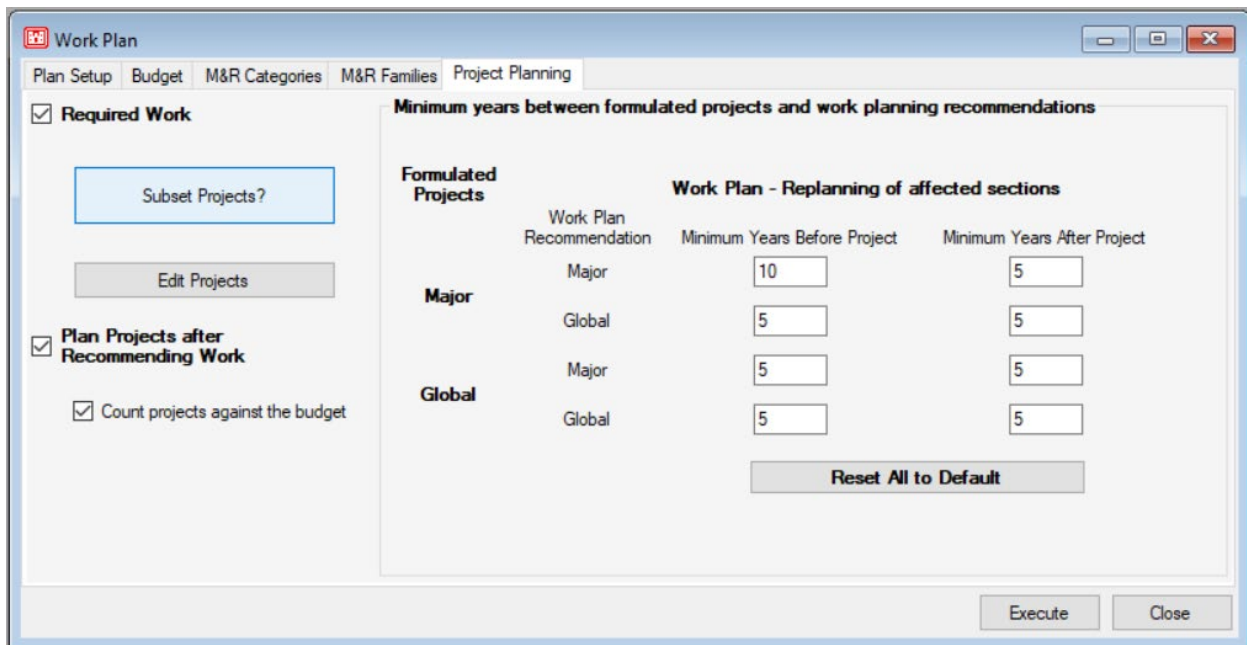 Work Plan
Plan Setup Budget M&R Categories M&R Families Project Planning
Required Work
Subset Projects?
Edit Projects
Plan Projects after
Recommending Work
Count projects against the budget
Minimum years between formulated projects and work planning recommendations
Formulated
Projects
Work Plan - Replanning of affected sections
Work Plan
Recommendation
Minimum Years Before Project
Minimum Years After Project
Major
Major 10 5
Global 5 5
Global
Major 5 5
Global 5 5
Reset All to Default
Execute Close